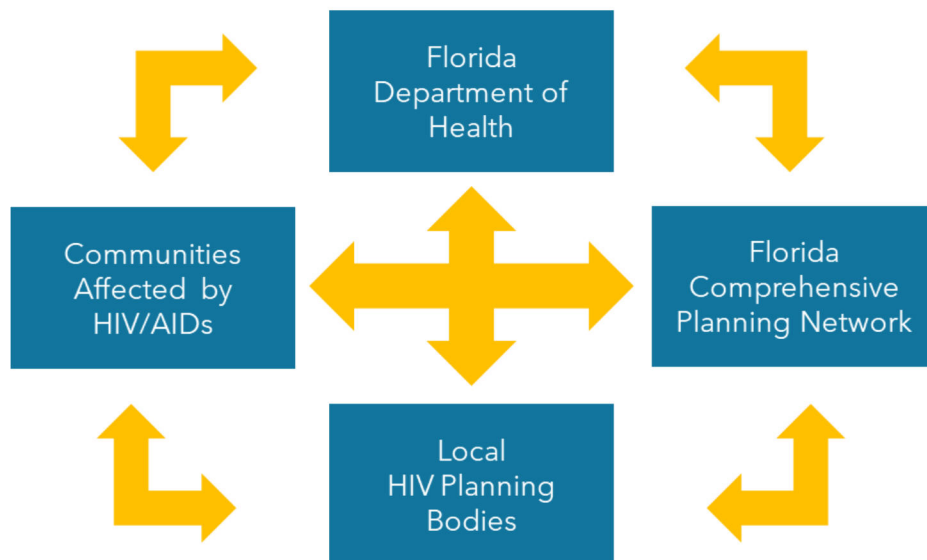 Florida
Department of
Health
Communities
Affected by
HIV/AIDs
Florida
Comprehensive
Planning Network
Local
HIV Planning
Bodies